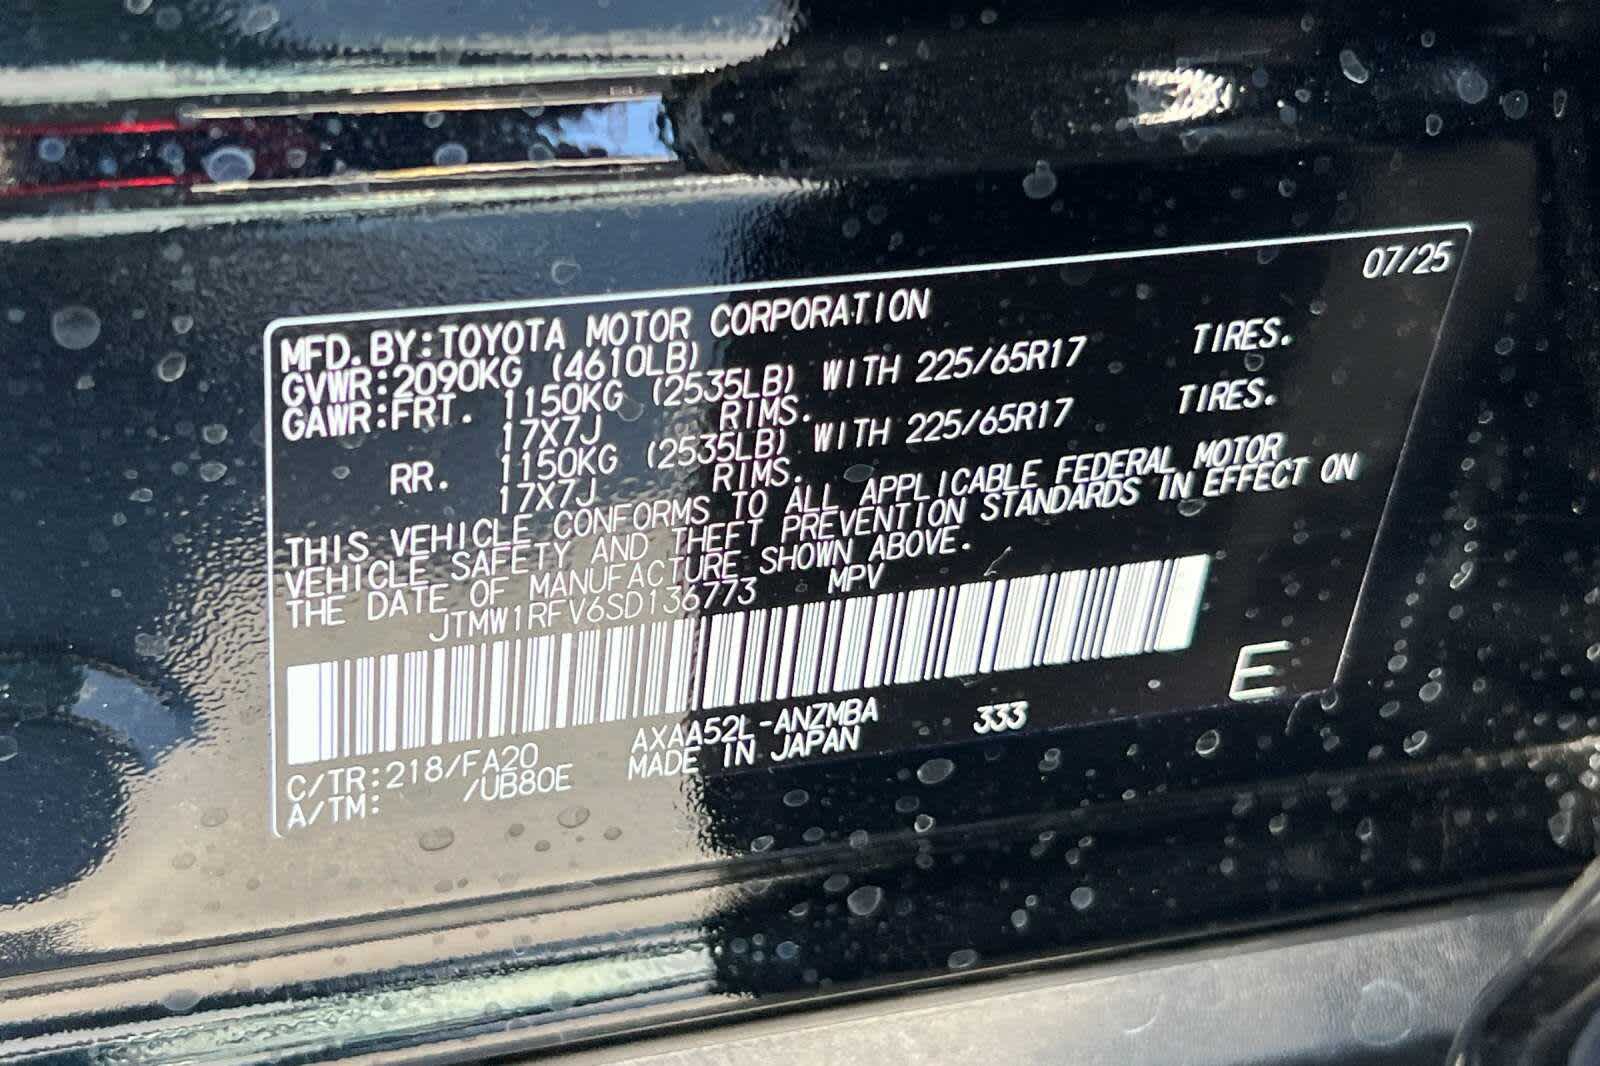 07/25
MFD. BY: TOYOTA MOTOR CORPORATION
GVWR: 2090KG (4610LB)
GAWR: FRT. 1150KG (2535LB) WITH 225/65R17 TIRES.
17X7J RIMS.
RR. 1150KG (2535LB) WITH 225/65R17 TIRES.
17X7J RIMS.
THIS VEHICLE CONFORMS TO ALL APPLICABLE FEDERAL MOTOR
VEHICLE SAFETY AND THEFT PREVENTION STANDARDS IN EFFECT ON
THE DATE OF MANUFACTURE SHOWN ABOVE.
JTMW1RFV6SD136773 MPV
E
C/TR: 218/FA20 AXAA52L-ANZMBA 333
A/TM: /UB80E MADE IN JAPAN